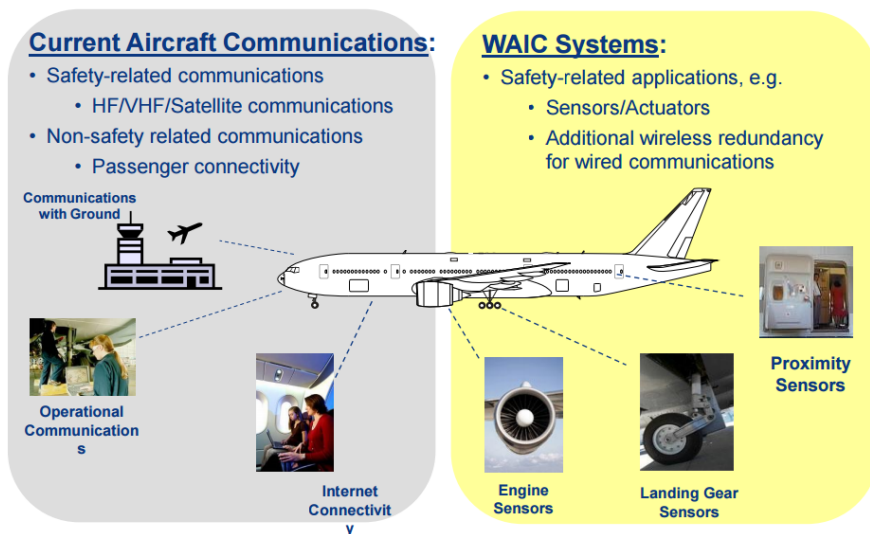 Current Aircraft Communications:
• Safety-related communications
• HF/VHF/Satellite communications
• Non-safety related communications
• Passenger connectivity
Communications
with Ground
Operational
Communication
s
Internet
Connectivit
y
WAIC Systems:
• Safety-related applications, e.g.
• Sensors/Actuators
• Additional wireless redundancy
for wired communications
Proximity
Sensors
Engine
Sensors
Landing Gear
Sensors